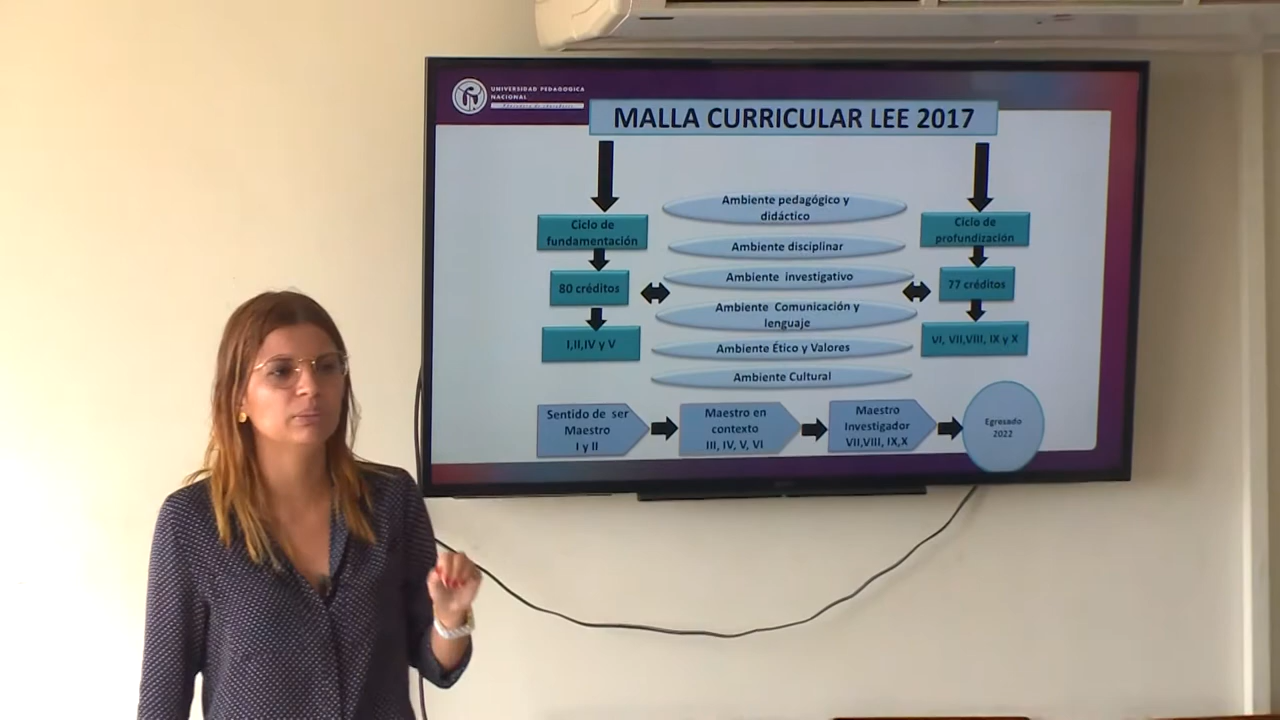 UNIVERSIDAD PEDAGOGICA
NACIONAL
MALLA CURRICULAR LEE 2017
Ciclo de
fundamentación
80 créditos
I,II,IV y V
Ambiente pedagógico y
didáctico
Ambiente disciplinar
Ambiente investigativo
Ambiente Comunicación y
lenguaje
Ambiente Ético y Valores
Ambiente Cultural
Ciclo de
profundización
77 créditos
VI, VII,VIII, IX y X
Sentido de ser
Maestro
I y II
Maestro en
contexto
III, IV, V, VI
Maestro
Investigador
VII,VIII, IX,X
Egresado
2022